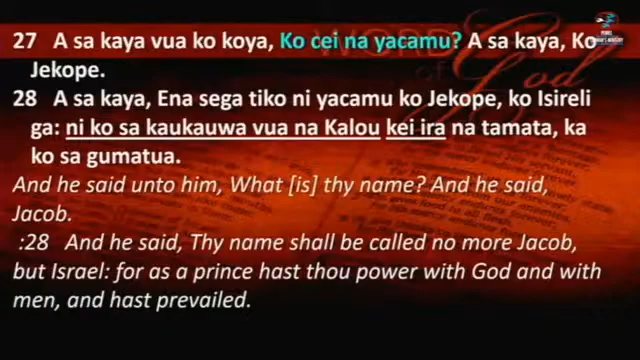 27 A sa kaya vua ko koya, Ko cei na yacamu? A sa kaya, Ko
Jekope.
28 A sa kaya, Ena sega tiko ni yacamu ko Jekope, ko Isireli
ga: ni ko sa kaukauwa vua na Kalou kei ira na tamata, ka
ko sa gumatua.
And he said unto him, What [is] thy name? And he said,
Jacob.
:28 And he said, Thy name shall be called no more Jacob,
but Israel: for as a prince hast thou power with God and with
men, and hast prevailed.
WORD
of God